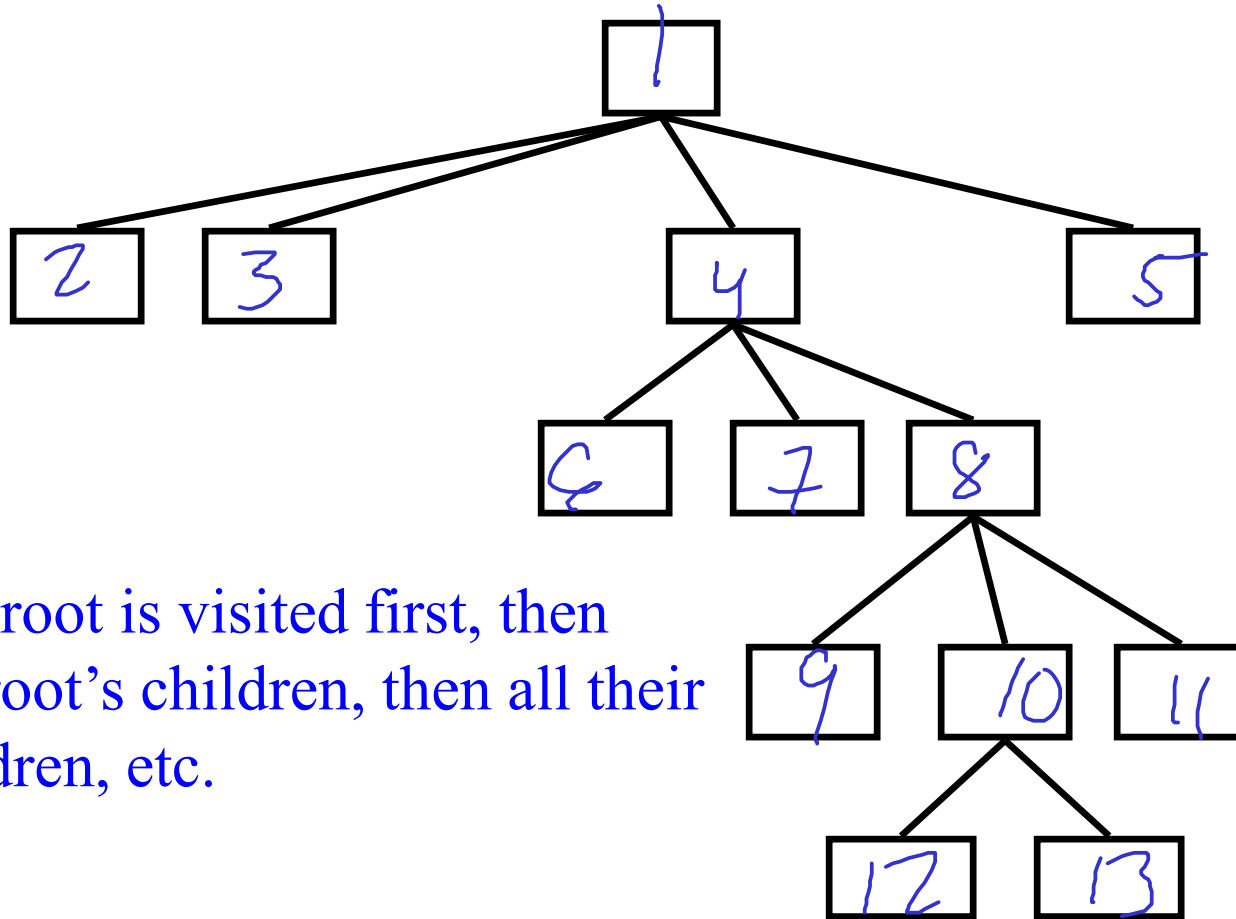 1
2 3 4 5
6 7 8
root is visited first, then
root's children, then all their
dren, etc.
9 10 11
12 13